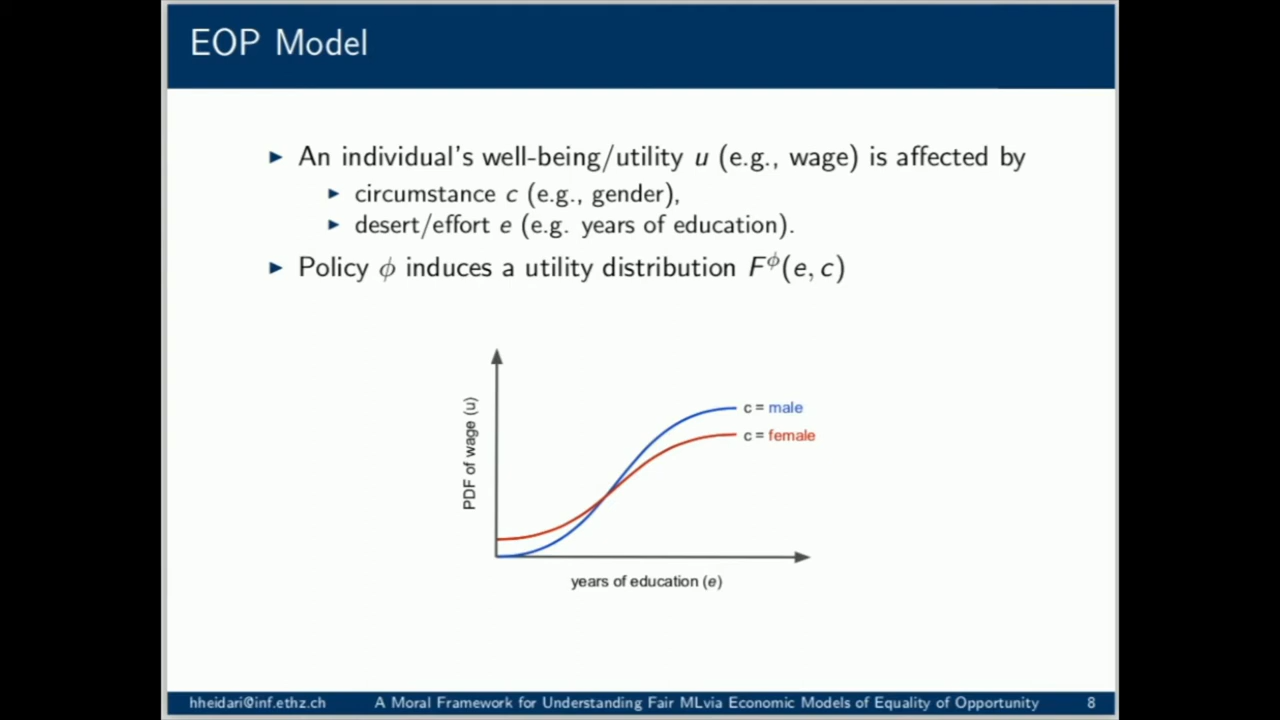 EOP Model
► An individual's well-being/utility u (e.g., wage) is affected by
► circumstance c (e.g., gender),
► desert/effort e (e.g. years of education).
► Policy ϕ induces a utility distribution F^ϕ(e, c)
PDF of wage (u)
c = male
c = female
years of education (e)
hheidari@inf.ethz.ch A Moral Framework for Understanding Fair MLvia Economic Models of Equality of Opportunity 8